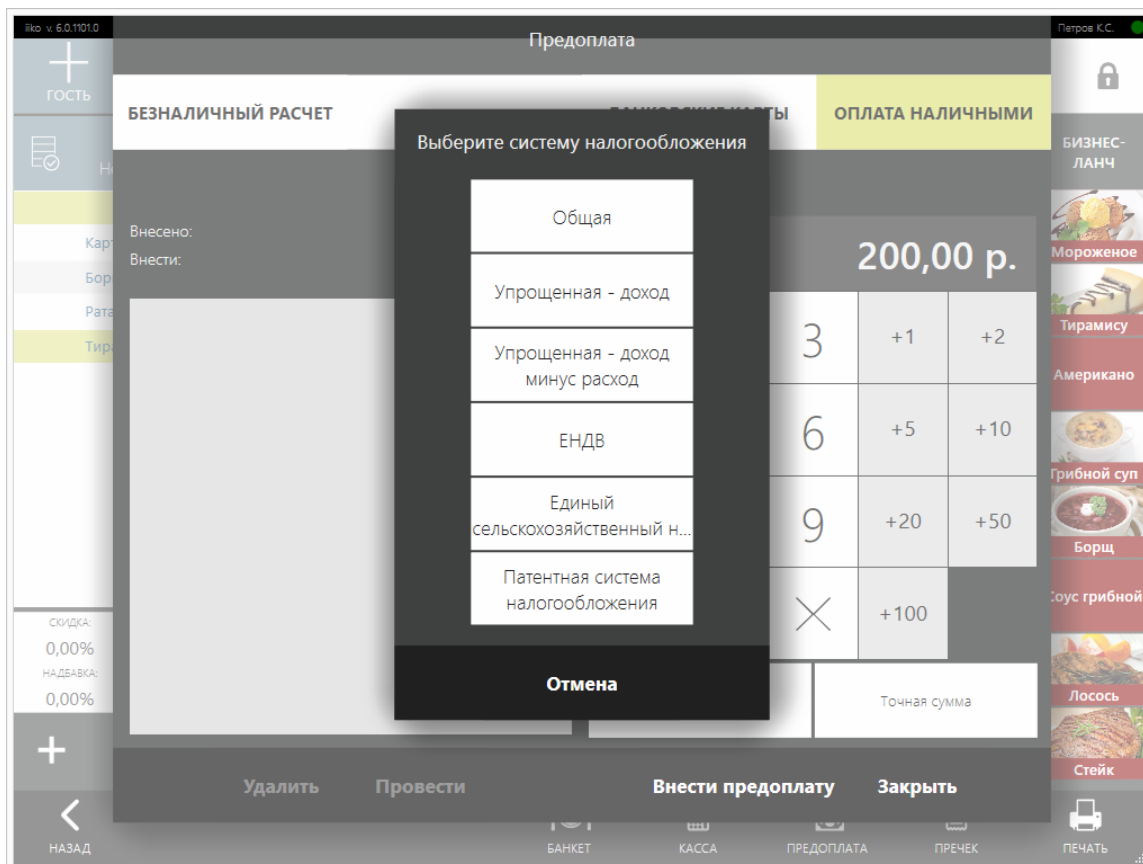 iiko v. 6.0.1101.0
Предоплата
Петров К.С.
ГОСТЬ
БЕЗНАЛИЧНЫЙ РАСЧЕТ
ОПЛАТА НАЛИЧНЫМИ
Выберите систему налогообложения
БИЗНЕС-
ЛАНЧ
Общая
Внесено:
Внести:
200,00 р.
Мороженое
Упрощенная - доход
Тирамису
3
+1
+2
Упрощенная - доход
минус расход
Американо
ЕНДВ
6
+5
+10
Грибной суп
Единый
сельскохозяйственный н...
9
+20
+50
Борщ
Патентная система
налогообложения
+100
Соус грибной
СКИДКА:
0,00%
НАДБАВКА:
0,00%
Отмена
Точная сумма
Лосось
Стейк
Удалить
Провести
Внести предоплату
Закрыть
НАЗАД
БАНКЕТ
КАССА
ПРЕДОПЛАТА
ПРЕЧЕК
ПЕЧАТЬ